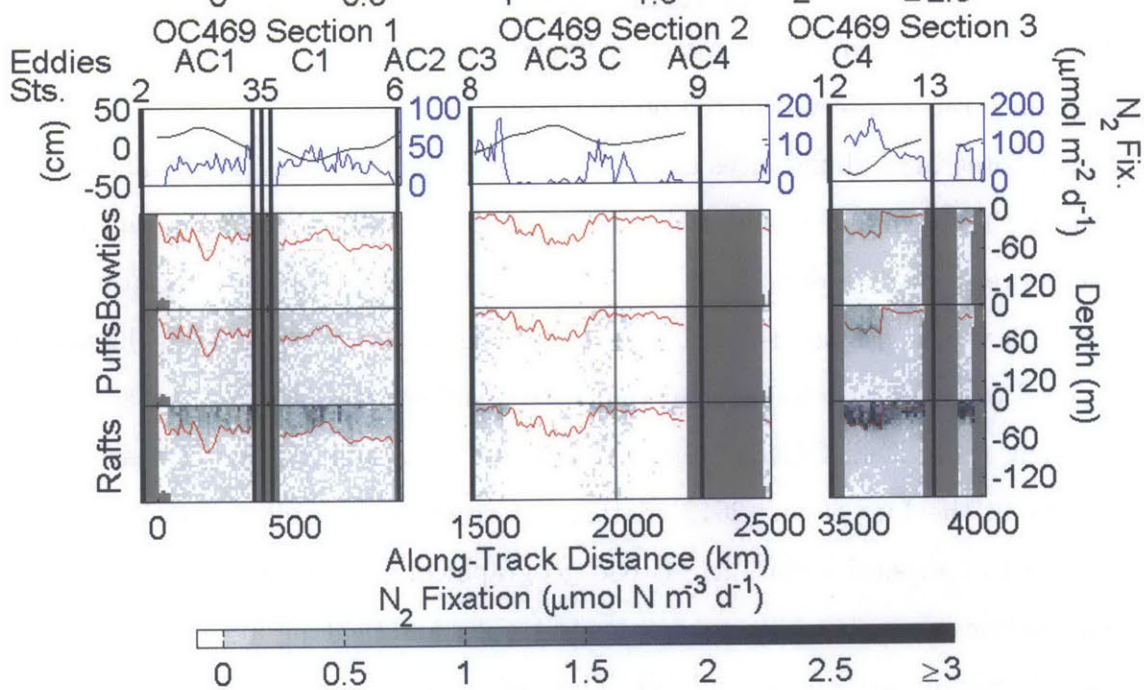 OC469 Section 1 OC469 Section 2 OC469 Section 3
Eddies AC1 C1 AC2 C3 AC3 C AC4 C4
Sts. 2 3 5 6 8 9 12 13
50 100 20 200
0 50 10 100
-50 0 0 0
(cm)
N2 Fix.
(μmol m-2 d-1)
Bowties
0
-60
-120
Puffs
0
-60
-120
Rafts
0
-60
-120
Depth (m)
0 500 1500 2000 2500 3500 4000
Along-Track Distance (km)
N2 Fixation (μmol N m-3 d-1)
0 0.5 1 1.5 2 2.5 ≥3